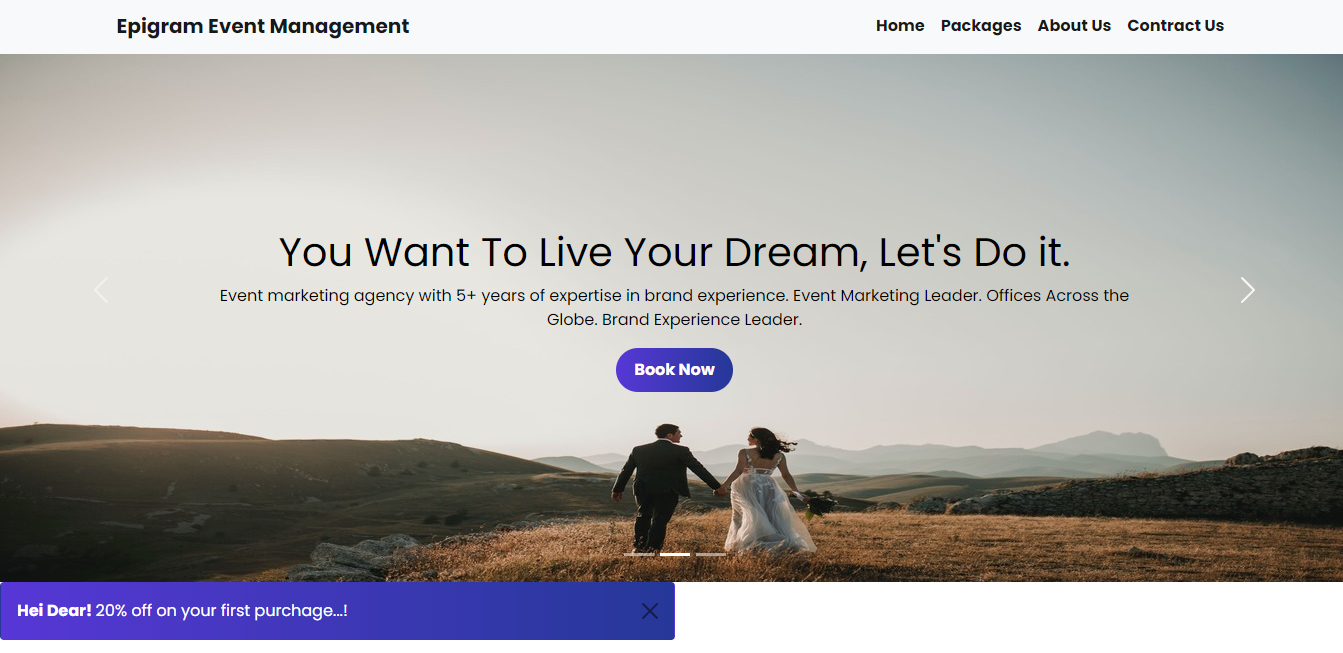 Epigram Event Management
Home Packages About Us Contract Us
You Want To Live Your Dream, Let's Do it.
Event marketing agency with 5+ years of expertise in brand experience. Event Marketing Leader. Offices Across the
Globe. Brand Experience Leader.
Book Now
Hei Dear! 20% off on your first purchage...!